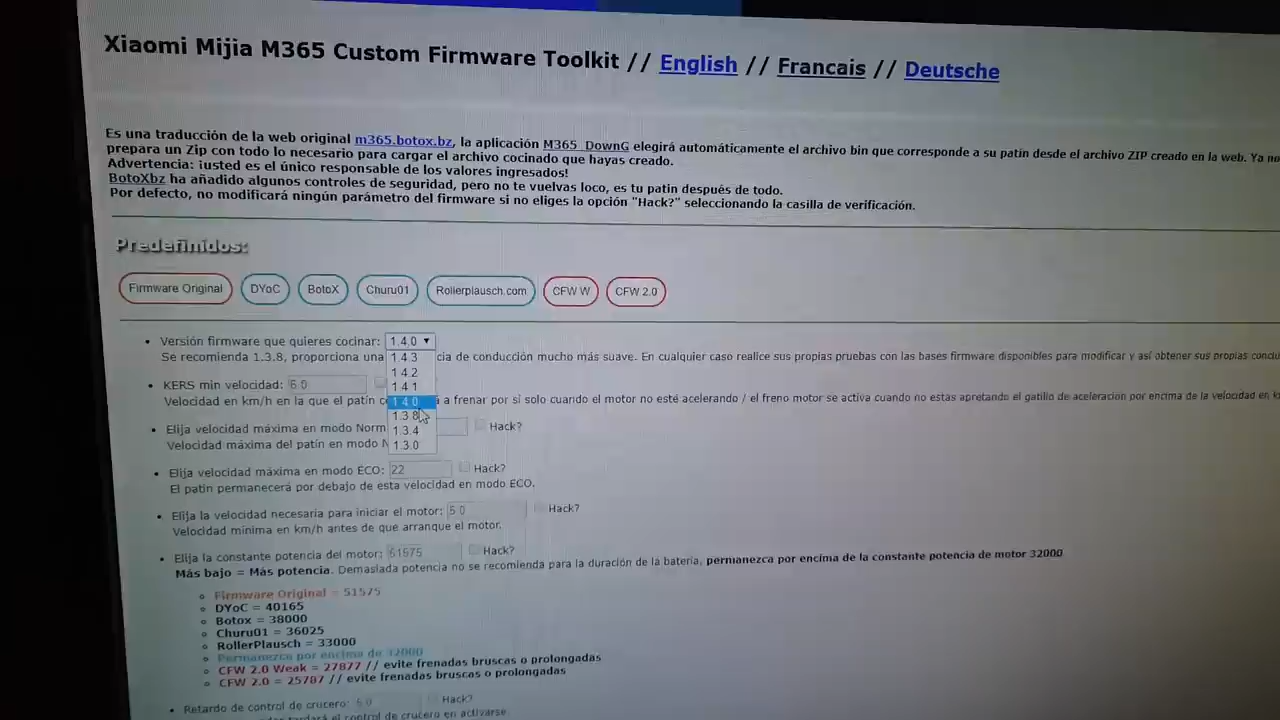 Xiaomi Mijia M365 Custom Firmware Toolkit // English // Francais // Deutsche
Es una traducción de la web original m365.botox.bz, la aplicación M365_DownG elegirá automáticamente el archivo bin que corresponde a su patin desde el archivo ZIP creado en la web. Ya no
prepara un Zip con todo lo necesario para cargar el archivo cocinado que hayas creado.
Advertencia: ¡usted es el único responsable de los valores ingresados!
BotoXbz ha añadido algunos controles de seguridad, pero no te vuelvas loco, es tu patin después de todo.
Por defecto, no modificará ningún parámetro del firmware si no eliges la opción "Hack?" seleccionando la casilla de verificación.
Predefinidos:
Firmware Original DYoC BotoX Churu01 Rollerplausch.com CFW W CFW 2.0
Versión firmware que quieres cocinar: 1.4.0
Se recomienda 1.3.8, proporciona una cia de conducción mucho más suave. En cualquier caso realice sus propias pruebas con las bases firmware disponibles para modificar y así obtener sus propias
1.4.3
1.4.2
1.4.1
1.4.0
1.3.8
1.3.4
1.3.0
KERS min velocidad: 6.0
Velocidad en km/h en la que el patín a frenar por si solo cuando el motor no esté acelerando / el freno motor se activa cuando no estas apretando el gatillo de aceleración por encima de la velocidad en
Elija velocidad máxima en modo Norm Hack?
Velocidad máxima del patín en modo N
Elija velocidad máxima en modo ECO: 22 Hack?
El patin permanecerá por debajo de esta velocidad en modo ECO.
Elija la velocidad necesaria para iniciar el motor: 5.0 Hack?
Velocidad mínima en km/h antes de que arranque el motor.
Elija la constante potencia del motor: 51575 Hack?
Más bajo = Más potencia. Demasiada potencia no se recomienda para la duración de la batería, permanezca por encima de la constante potencia de motor 32000
Firmware Original = 51575
DYoC = 40165
Botox = 38000
Churu01 = 36025
RollerPlausch = 33000
Permanezca por encima de 32000
CFW 2.0 Weak = 27877 // evite frenadas bruscas o prolongadas
CFW 2.0 = 25787 // evite frenadas bruscas o prolongadas
Retardo de control de crucero: 5.0 Hack?
tardará el control de crucero en activarse.